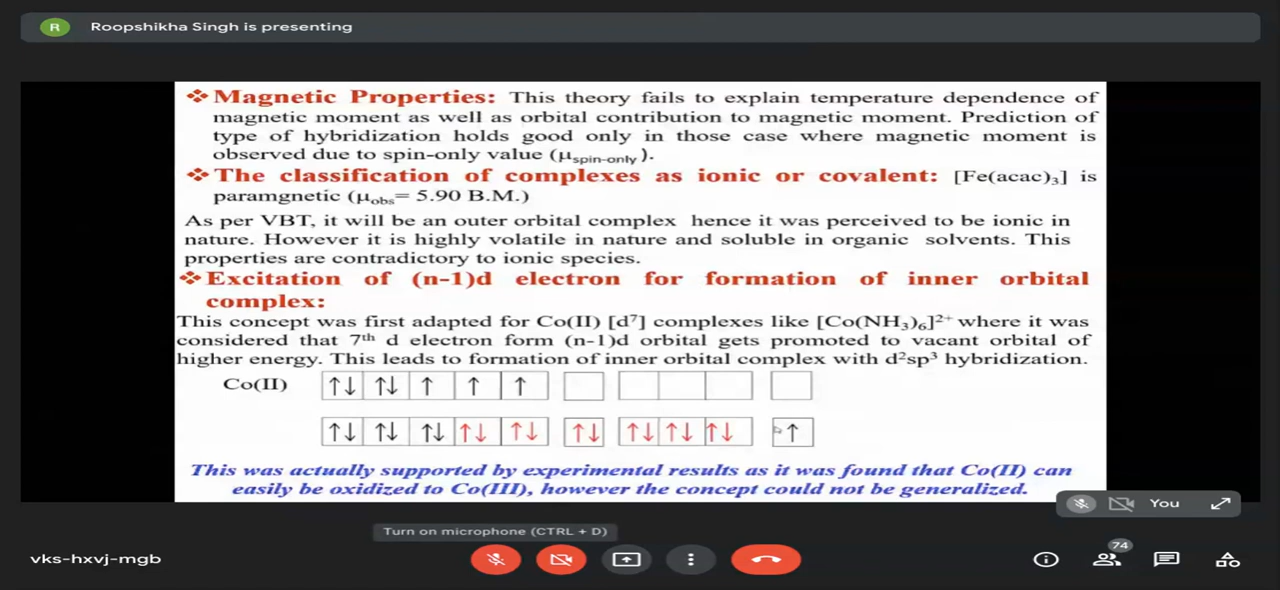 R
Roopshikha Singh is presenting
❖Magnetic Properties: This theory fails to explain temperature dependence of
magnetic moment as well as orbital contribution to magnetic moment. Prediction of
type of hybridization holds good only in those case where magnetic moment is
observed due to spin-only value (μspin-only).
❖The classification of complexes as ionic or covalent: [Fe(acac)3] is
paramgnetic (μobs= 5.90 B.M.)
As per VBT, it will be an outer orbital complex hence it was perceived to be ionic in
nature. However it is highly volatile in nature and soluble in organic solvents. This
properties are contradictory to ionic species.
❖Excitation of (n-1)d electron for formation of inner orbital
complex:
This concept was first adapted for Co(II) [d⁷] complexes like [Co(NH3)6]²⁺ where it was
considered that 7th d electron form (n-1)d orbital gets promoted to vacant orbital of
higher energy. This leads to formation of inner orbital complex with d²sp³ hybridization.
Co(II) ↑↓ ↑↓ ↑ ↑ ↑
↑↓ ↑↓ ↑↓ ↑↓ ↑↓ ↑↓ ↑↓ ↑↓ ↑↓ ↑
This was actually supported by experimental results as it was found that Co(II) can
easily be oxidized to Co(III), however the concept could not be generalized.
You
Turn on microphone (CTRL + D)
vks-hxvj-mgb
74